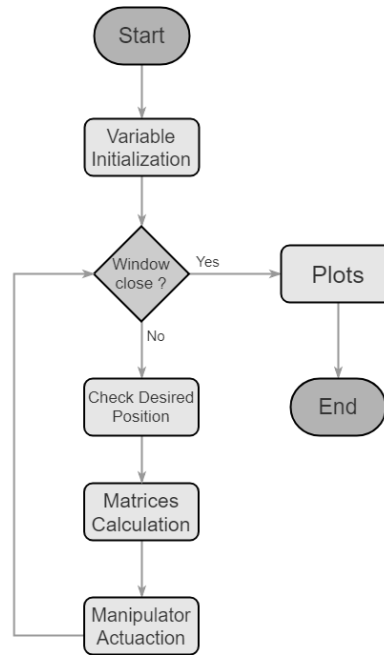 Start
Variable
Initialization
Window
close ?
Yes
Plots
No
End
Check Desired
Position
Matrices
Calculation
Manipulator
Actuaction